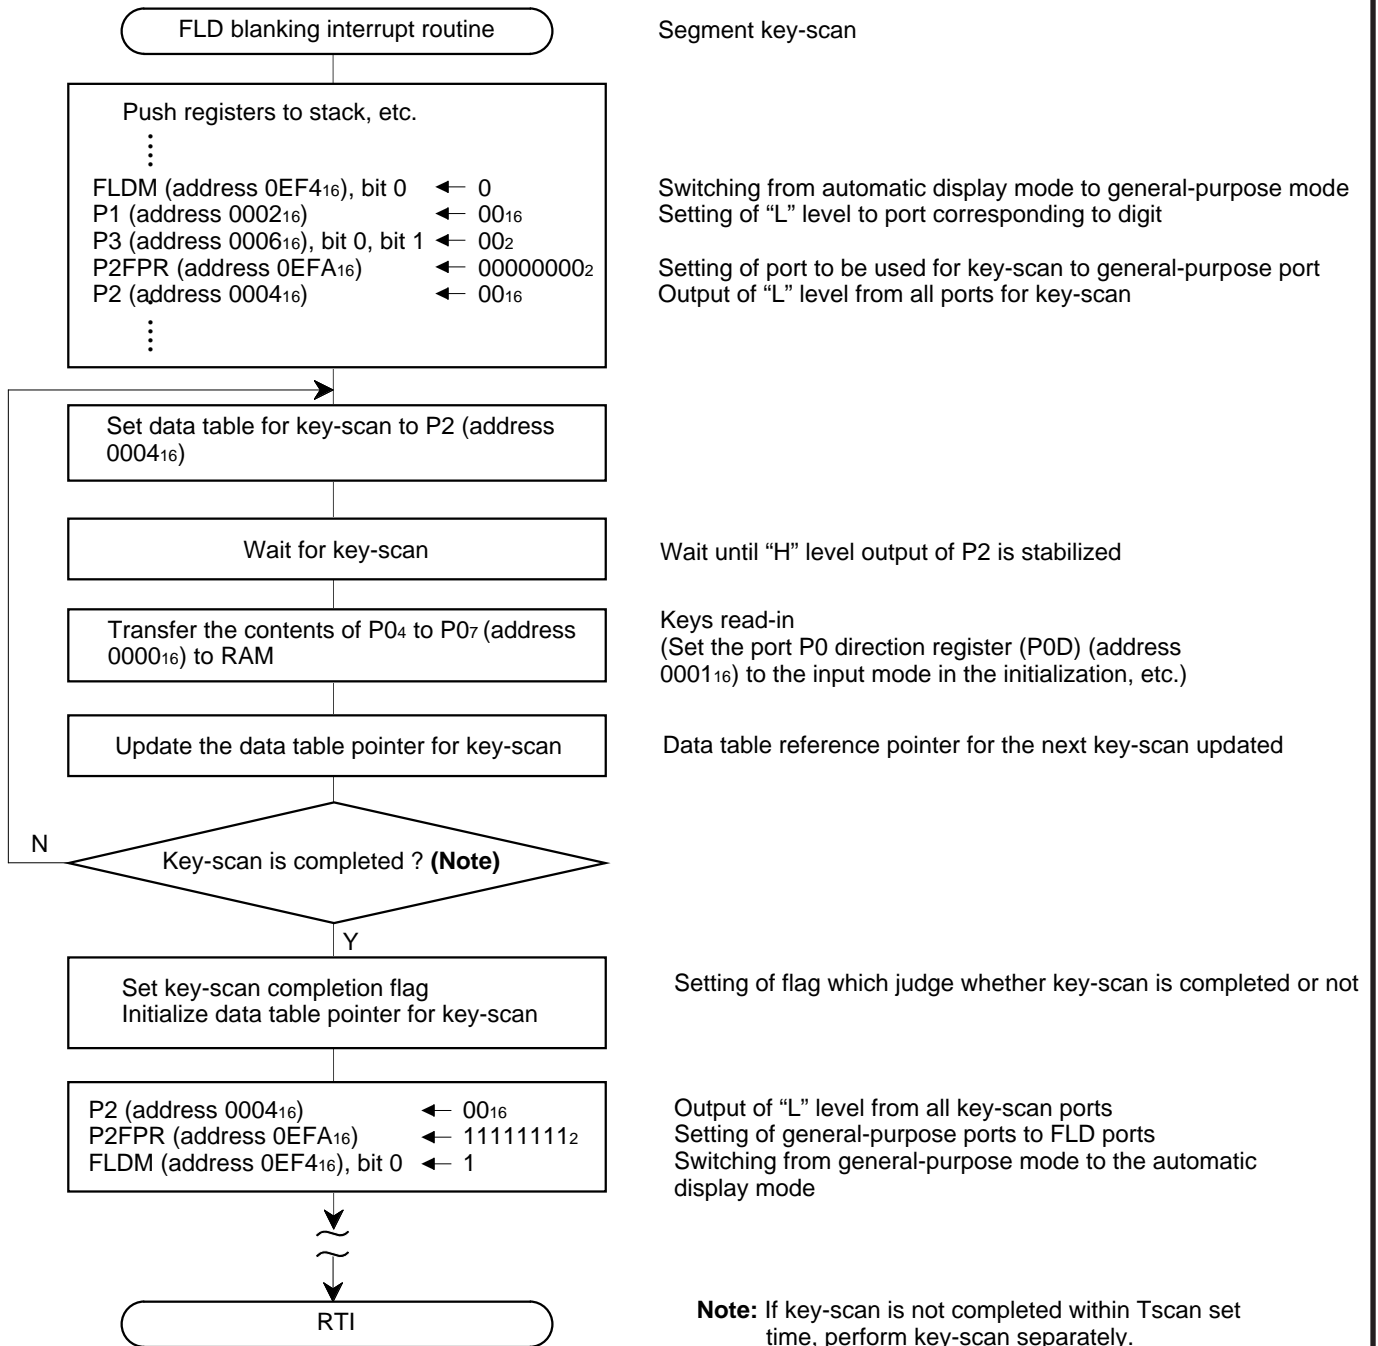 FLD blanking interrupt routine
Segment key-scan
Push registers to stack, etc.
FLDM (address 0EF4₁₆), bit 0 ← 0
Switching from automatic display mode to general-purpose mode
P1 (address 0002₁₆) ← 00₁₆
Setting of “L” level to port corresponding to digit
P3 (address 0006₁₆), bit 0, bit 1 ← 00₂
P2FPR (address 0EFA₁₆) ← 00000000₂
Setting of port to be used for key-scan to general-purpose port
P2 (address 0004₁₆) ← 00₁₆
Output of “L” level from all ports for key-scan
Set data table for key-scan to P2 (address
0004₁₆)
Wait for key-scan
Wait until “H” level output of P2 is stabilized
Transfer the contents of P0₄ to P0₇ (address
0000₁₆) to RAM
Keys read-in
(Set the port P0 direction register (P0D) (address
0001₁₆) to the input mode in the initialization, etc.)
Update the data table pointer for key-scan
Data table reference pointer for the next key-scan updated
N
Key-scan is completed ? (Note)
Y
Set key-scan completion flag
Initialize data table pointer for key-scan
Setting of flag which judge whether key-scan is completed or not
P2 (address 0004₁₆) ← 00₁₆
Output of “L” level from all key-scan ports
P2FPR (address 0EFA₁₆) ← 11111111₂
Setting of general-purpose ports to FLD ports
FLDM (address 0EF4₁₆), bit 0 ← 1
Switching from general-purpose mode to the automatic
display mode
RTI
Note: If key-scan is not completed within Tscan set
time, perform key-scan separately.